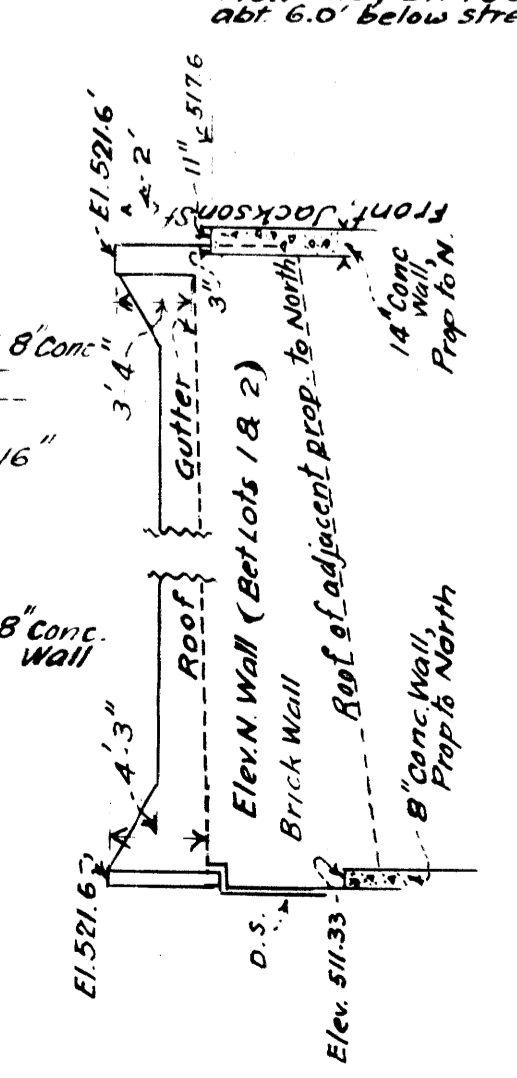 abt. 6.0' below stre
El. 521.6'
4'-2'
11"
517.6
Front, Jackson St
3"
14" Conc
Wall,
Prop to N.
8" Conc
3'4"
Gutter
16"
Roof
Elev. N. Wall (Bet Lots 1 & 2)
Brick Wall
Roof of adjacent prop. to North
8" Conc.
Wall
8" Conc. Wall,
Prop to North
4'-3"
El. 521.6
D.S.
Elev. 511.33